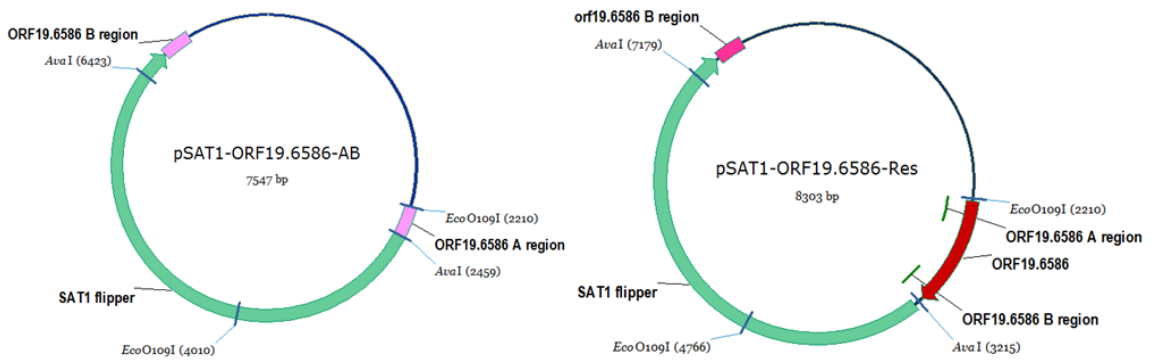 ORF19.6586 B region
AvaI (6423)
pSAT1-ORF19.6586-AB
7547 bp
EcoO109I (2210)
ORF19.6586 A region
AvaI (2459)
SAT1 flipper
EcoO109I (4010)
orf19.6586 B region
AvaI (7179)
pSAT1-ORF19.6586-Res
8303 bp
EcoO109I (2210)
ORF19.6586 A region
ORF19.6586
SAT1 flipper
ORF19.6586 B region
EcoO109I (4766)
AvaI (3215)